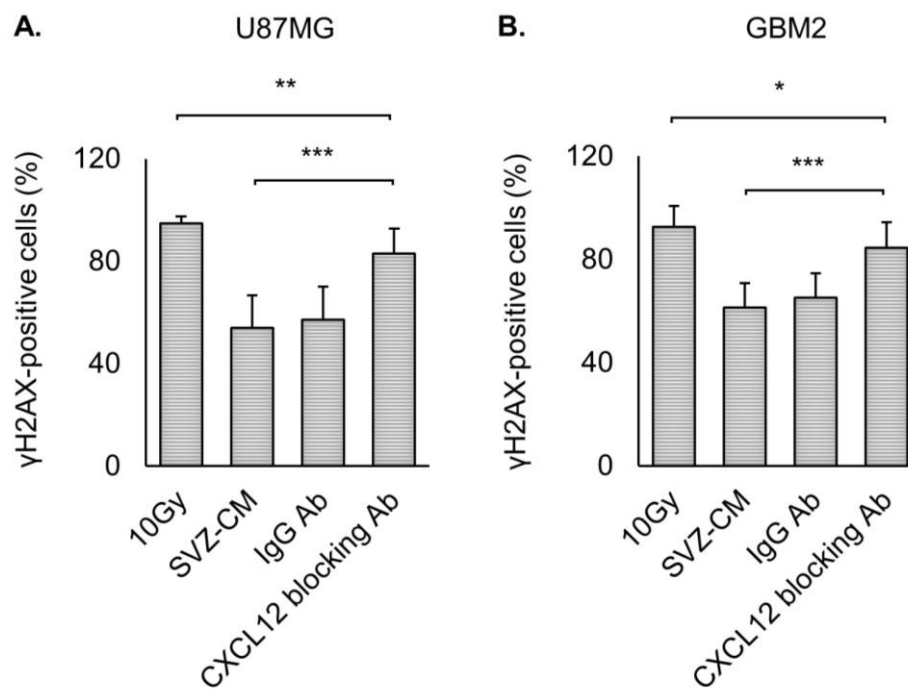 A.
U87MG
**
***
γH2AX-positive cells (%)
120
80
40
0
10Gy
SVZ-CM
IgG Ab
CXCL12 blocking Ab
B.
GBM2
*
***
γH2AX-positive cells (%)
120
80
40
0
10Gy
SVZ-CM
IgG Ab
CXCL12 blocking Ab